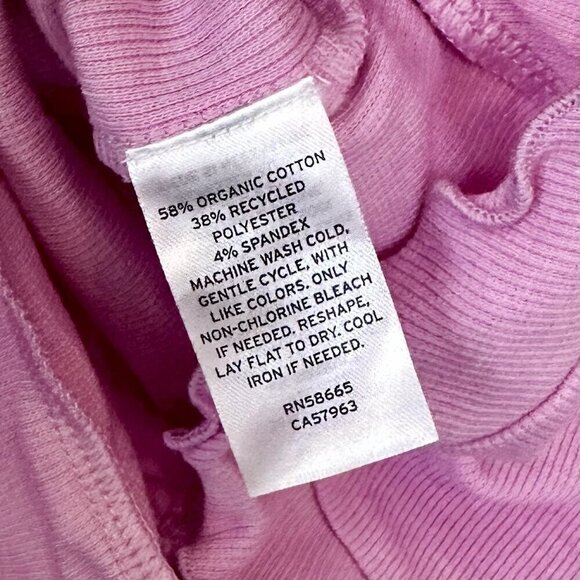 58% ORGANIC COTTON
38% RECYCLED
POLYESTER
4% SPANDEX
MACHINE WASH COLD,
GENTLE CYCLE, WITH
LIKE COLORS. ONLY
NON-CHLORINE BLEACH
IF NEEDED. RESHAPE,
LAY FLAT TO DRY. COOL
IRON IF NEEDED.
RN58665
CA57963